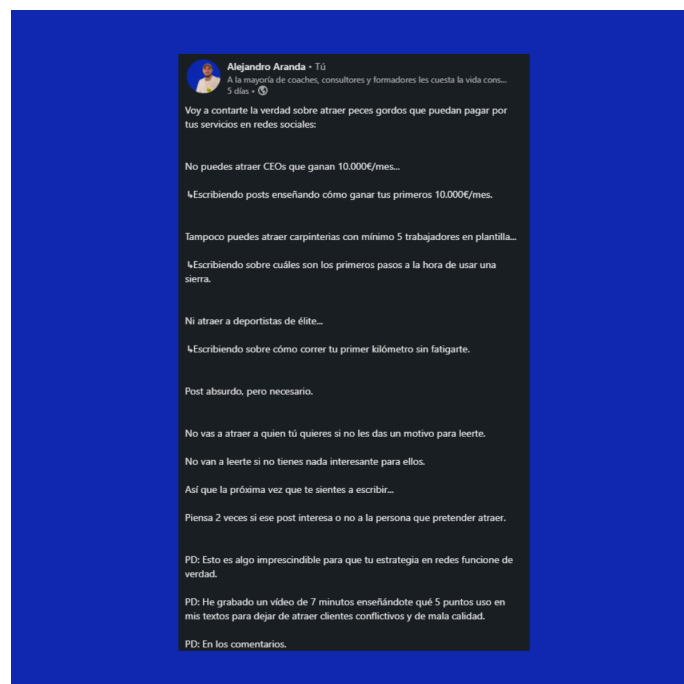 Alejandro Aranda • Tú
A la mayoría de coaches, consultores y formadores les cuesta la vida cons...
5 días •
Voy a contarte la verdad sobre atraer peces gordos que puedan pagar por
tus servicios en redes sociales:
No puedes atraer CEOs que ganan 10.000€/mes...
↳Escribiendo posts enseñando cómo ganar tus primeros 10.000€/mes.
Tampoco puedes atraer carpinterias con mínimo 5 trabajadores en plantilla...
↳Escribiendo sobre cuáles son los primeros pasos a la hora de usar una
sierra.
Ni atraer a deportistas de élite...
↳Escribiendo sobre cómo correr tu primer kilómetro sin fatigarte.
Post absurdo, pero necesario.
No vas a atraer a quien tú quieres si no les das un motivo para leerte.
No van a leerte si no tienes nada interesante para ellos.
Así que la próxima vez que te sientes a escribir...
Piensa 2 veces si ese post interesa o no a la persona que pretender atraer.
PD: Esto es algo imprescindible para que tu estrategia en redes funcione de
verdad.
PD: He grabado un vídeo de 7 minutos enseñándote qué 5 puntos uso en
mis textos para dejar de atraer clientes conflictivos y de mala calidad.
PD: En los comentarios.